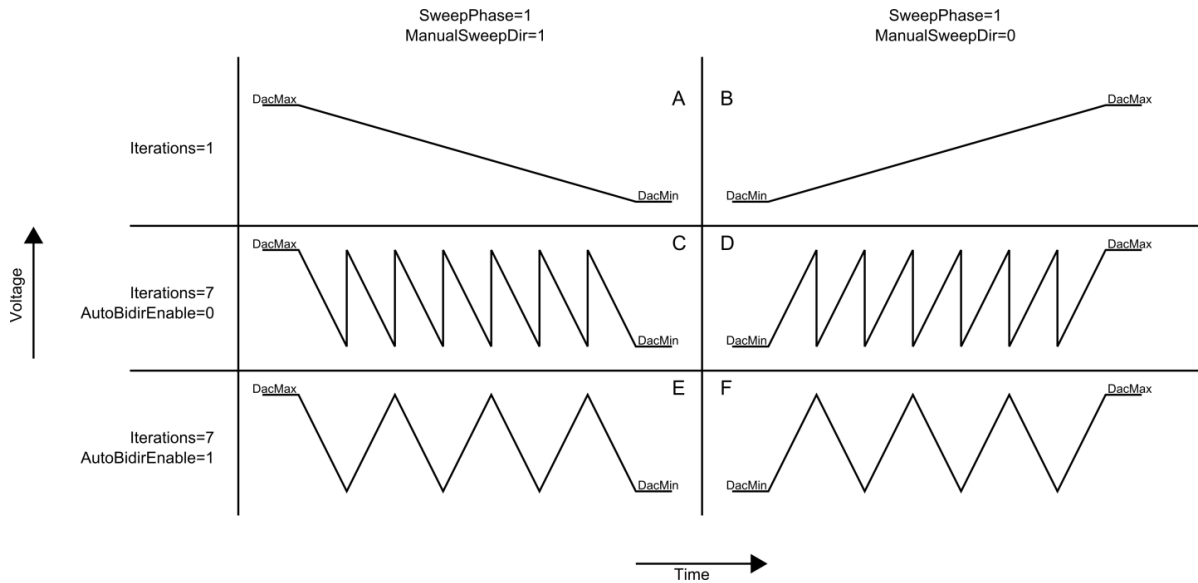 SweepPhase=1
ManualSweepDir=1
SweepPhase=1
ManualSweepDir=0
Iterations=1
DacMax
A
DacMin
B
DacMax
DacMin
Voltage
Iterations=7
AutoBidirEnable=0
DacMax
C
DacMin
D
DacMax
DacMin
Iterations=7
AutoBidirEnable=1
DacMax
E
DacMin
F
DacMax
DacMin
Time